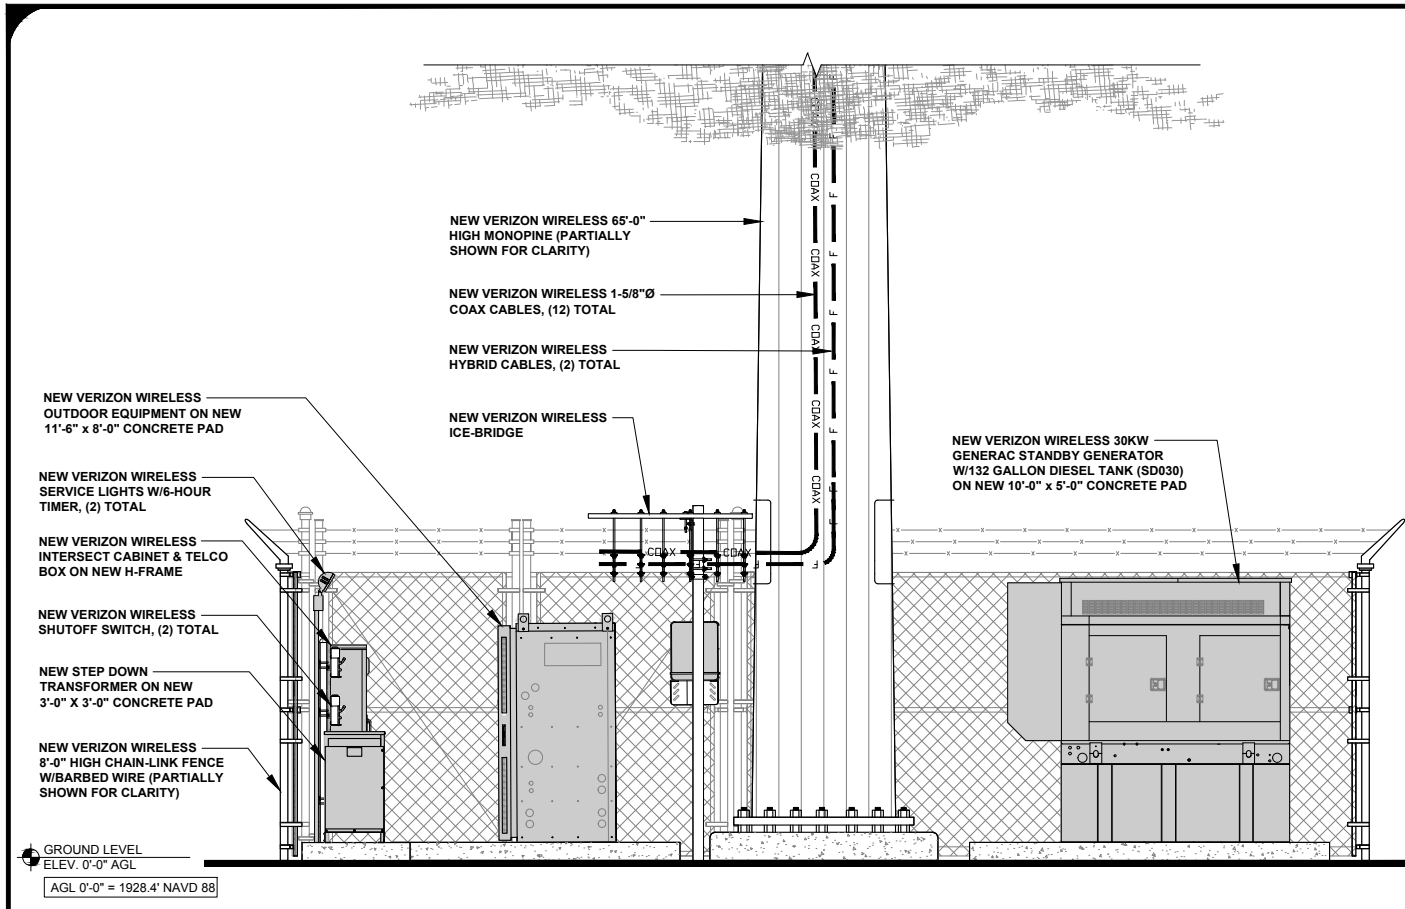 NEW VERIZON WIRELESS 65'-0"
HIGH MONOPINE (PARTIALLY
SHOWN FOR CLARITY)
NEW VERIZON WIRELESS 1-5/8"Ø
COAX CABLES, (12) TOTAL
NEW VERIZON WIRELESS
HYBRID CABLES, (2) TOTAL
NEW VERIZON WIRELESS
ICE-BRIDGE
NEW VERIZON WIRELESS
OUTDOOR EQUIPMENT ON NEW
11'-6" x 8'-0" CONCRETE PAD
NEW VERIZON WIRELESS
SERVICE LIGHTS W/6-HOUR
TIMER, (2) TOTAL
NEW VERIZON WIRELESS
INTERSECT CABINET & TELCO
BOX ON NEW H-FRAME
NEW VERIZON WIRELESS
SHUTOFF SWITCH, (2) TOTAL
NEW STEP DOWN
TRANSFORMER ON NEW
3'-0" X 3'-0" CONCRETE PAD
NEW VERIZON WIRELESS
8'-0" HIGH CHAIN-LINK FENCE
W/BARBED WIRE (PARTIALLY
SHOWN FOR CLARITY)
NEW VERIZON WIRELESS 30KW
GENERAC STANDBY GENERATOR
W/132 GALLON DIESEL TANK (SD030)
ON NEW 10'-0" x 5'-0" CONCRETE PAD
COAX
COAX
COAX
COAX
COAX
COAX
COAX
COAX
F
F
F
F
F
F
F
F
F
F
GROUND LEVEL
ELEV. 0'-0" AGL
AGL 0'-0" = 1928.4' NAVD 88